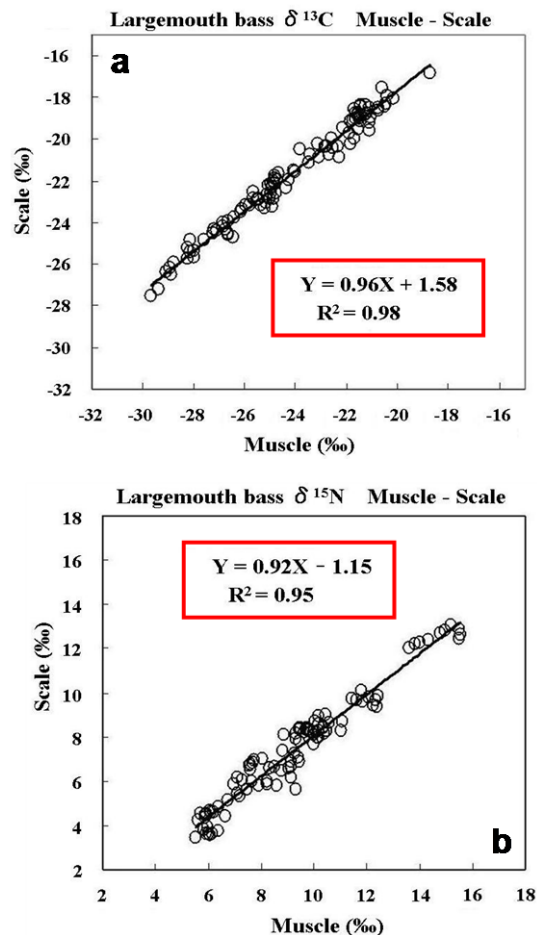 Largemouth bass δ ¹³C Muscle - Scale
a
-16
-18
-20
-22
-24
-26
-28
-30
-32
Scale (‰)
Y = 0.96X + 1.58
R² = 0.98
-32 -30 -28 -26 -24 -22 -20 -18 -16
Muscle (‰)
Largemouth bass δ ¹⁵N Muscle - Scale
18
16
14
12
10
8
6
4
2
Scale (‰)
Y = 0.92X - 1.15
R² = 0.95
b
2 4 6 8 10 12 14 16 18
Muscle (‰)